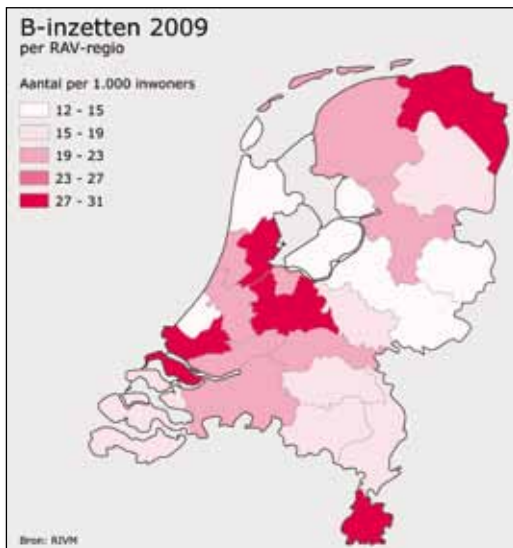 B-inzetten 2009
per RAV-regio
Aantal per 1.000 inwoners
12 - 15
15 - 19
19 - 23
23 - 27
27 - 31
Bron: RIVM